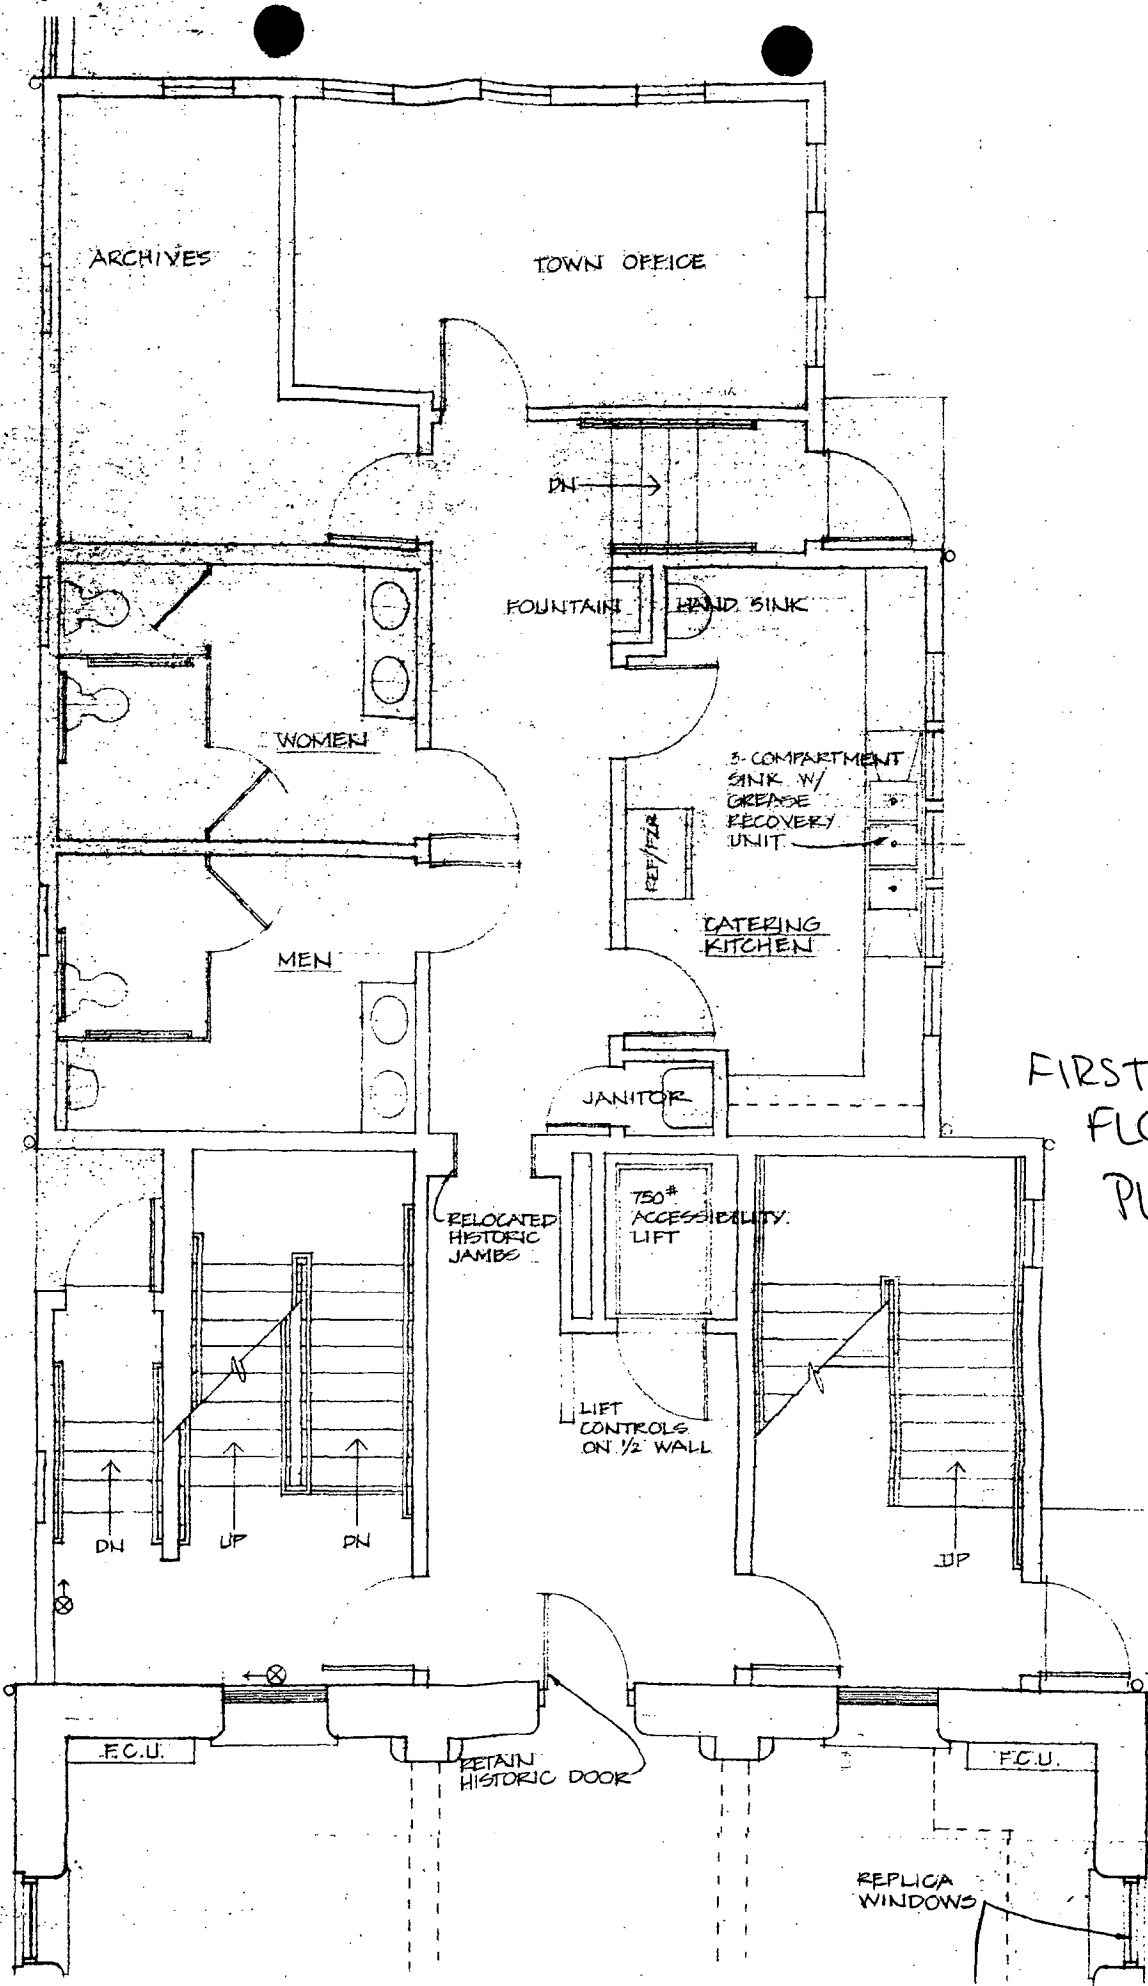 ARCHIVES
TOWN OFFICE
DN
FOUNTAIN
HAND SINK
WOMEN
3-COMPARTMENT
SINK W/
GREASE
RECOVERY
UNIT
REF/FZR
CATERING
KITCHEN
MEN
FIRST
JANITOR
RELOCATED
HISTORIC
JAMBS
750#
ACCESSIBILITY
LIFT
LIFT
CONTROLS
ON 1/2 WALL
DN
UP
DN
UP
F.C.U.
RETAIN
HISTORIC DOOR
F.C.U.
REPLICA
WINDOWS